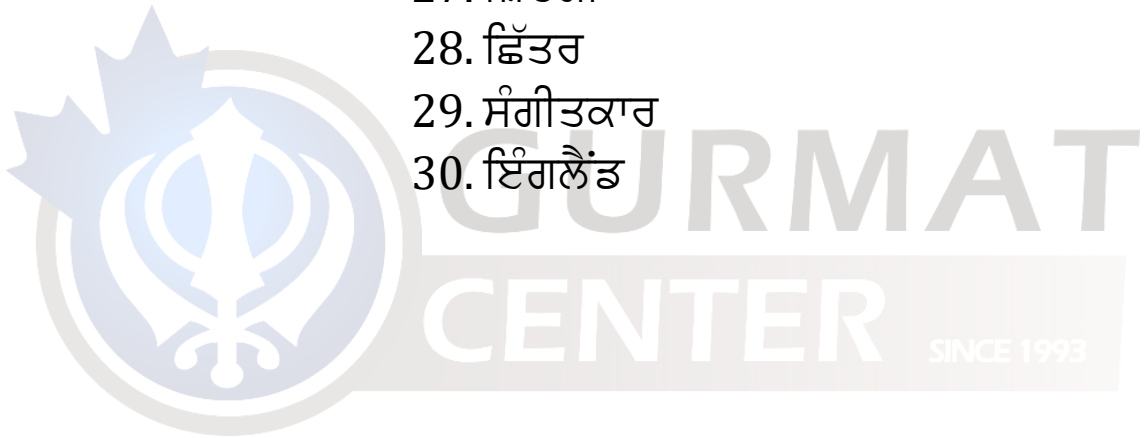 28. ਛਿੱਤਰ
29. ਸੰਗੀਤਕਾਰ
30. ਇੰਗਲੈਂਡ
GURMAT
CENTER
SINCE 1993